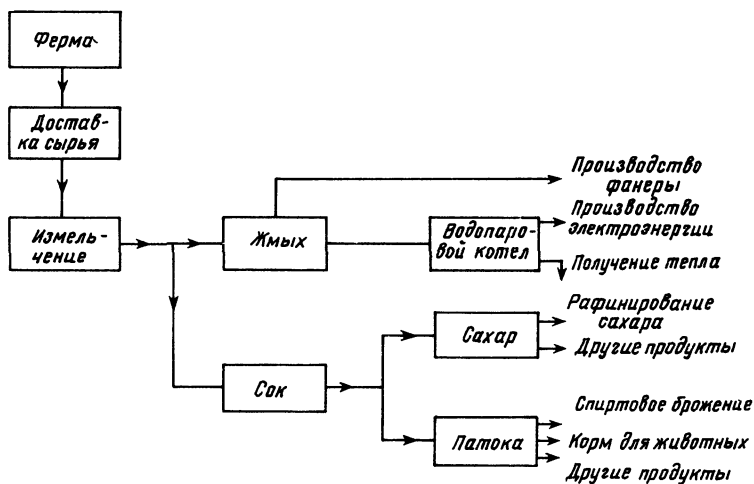 Ферма
Достав-
ка сырья
Измель-
чение
Жмых
Производство
фанеры
Водопаро-
вой котел
Производство
электроэнергии
Получение тепла
Сок
Сахар
Рафинирование
сахара
Другие продукты
Патока
Спиртовое брожение
Корм для животных
Другие продукты